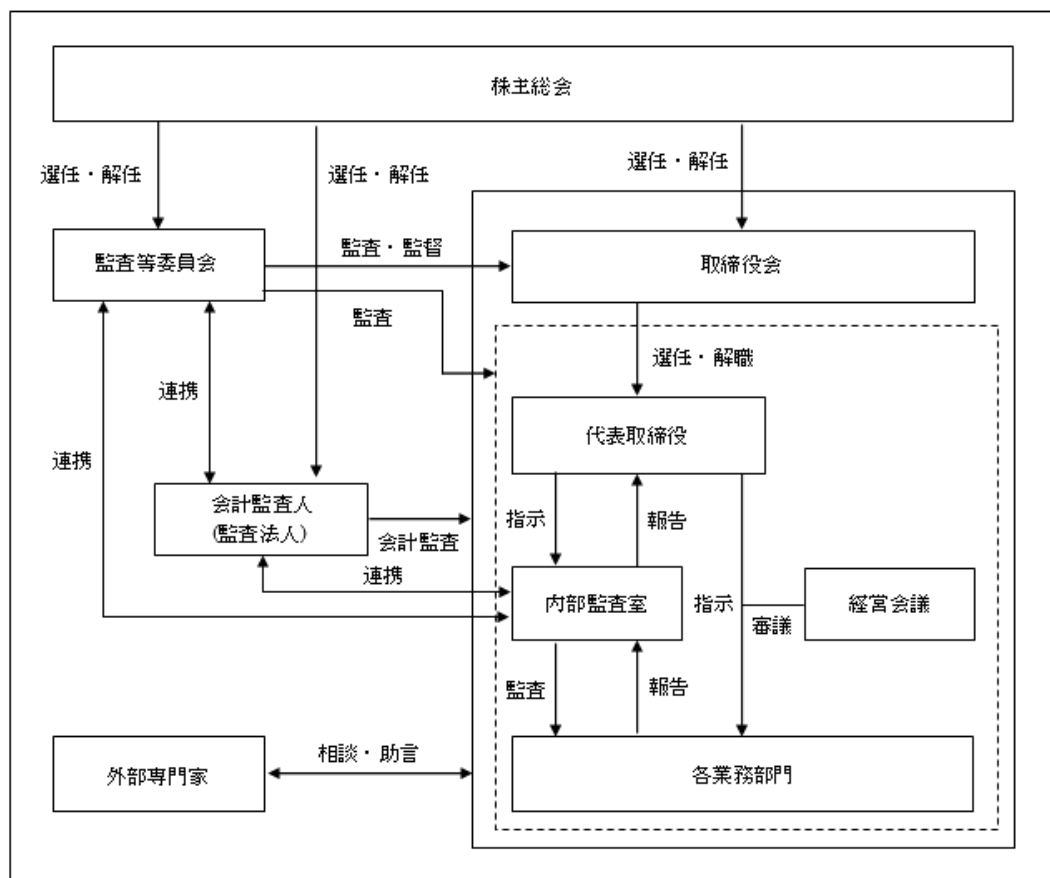 株主総会
選任・解任
選任・解任
選任・解任
監査等委員会
監査・監督
取締役会
監査
選任・解職
連携
代表取締役
連携
会計監査人
(監査法人)
会計監査
指示
報告
連携
内部監査室
指示
審議
経営会議
監査
報告
外部専門家
相談・助言
各業務部門